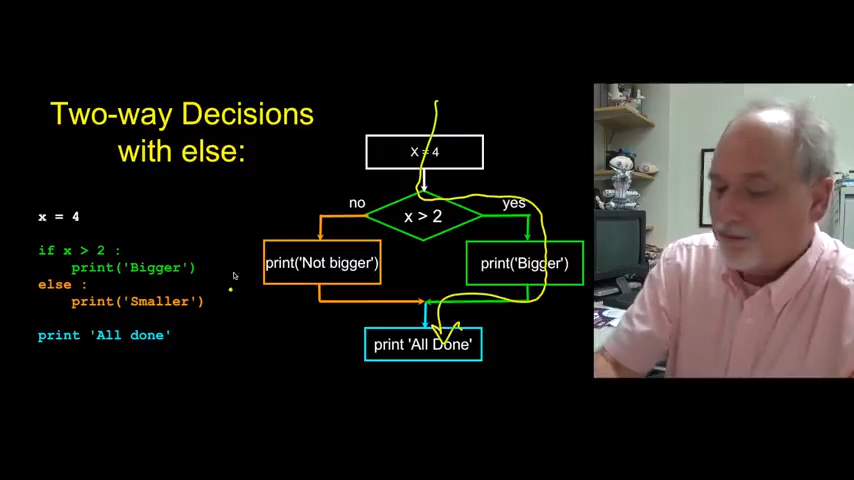 Two-way Decisions
with else:
x = 4
if x > 2 :
print('Bigger')
else :
print('Smaller')
print 'All done'
X = 4
no
x > 2
yes
print('Not bigger')
print('Bigger')
print 'All Done'